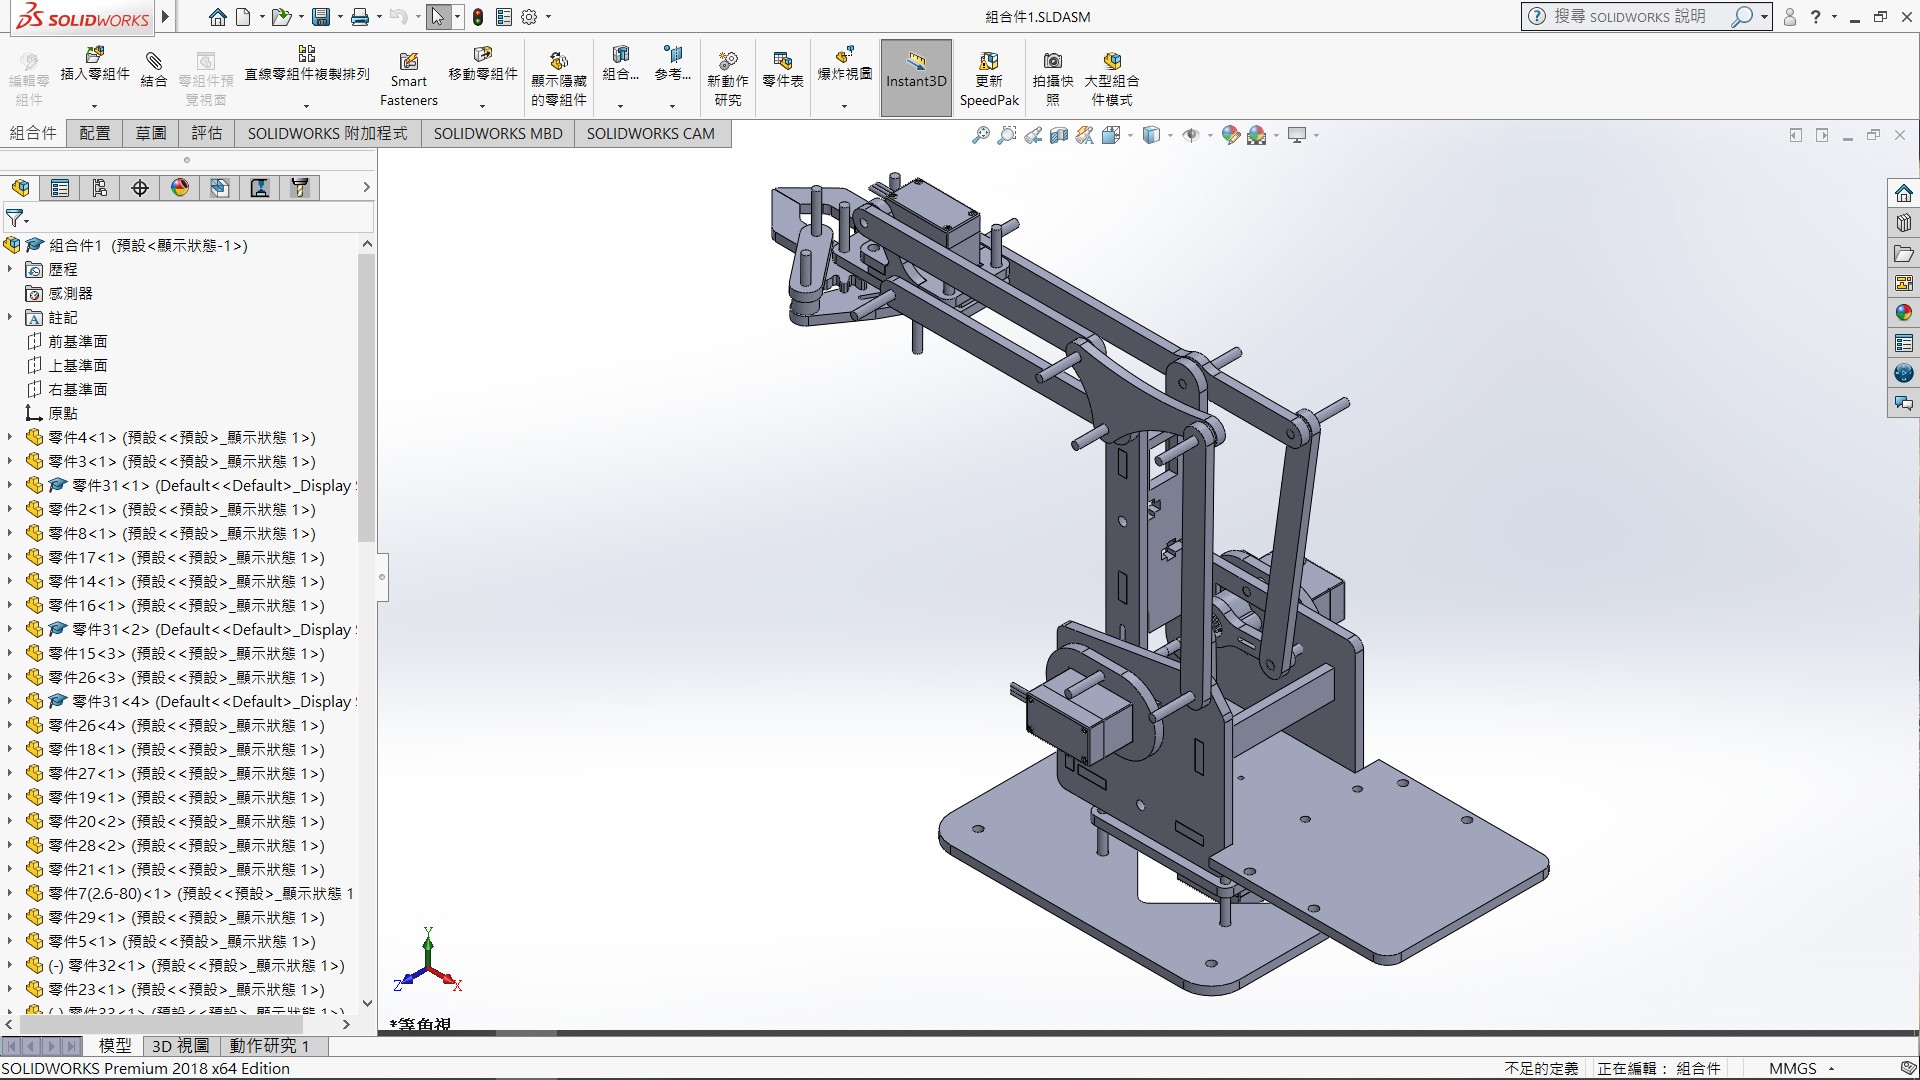 SOLIDWORKS
組合件1.SLDASM
搜尋 SOLIDWORKS 說明
編輯零組件
插入零組件
結合
零組件預覽視窗
直線零組件複製排列
Smart Fasteners
移動零組件
顯示隱藏的零組件
組合...
參考...
新動作研究
零件表
爆炸視圖
Instant3D
更新 SpeedPak
拍攝快照
大型組合件模式
組合件
配置
草圖
評估
SOLIDWORKS 附加程式
SOLIDWORKS MBD
SOLIDWORKS CAM
組合件1 (預設<顯示狀態-1>)
歷程
感測器
註記
前基準面
上基準面
右基準面
原點
零件4<1> (預設<<預設>_顯示狀態 1>)
零件3<1> (預設<<預設>_顯示狀態 1>)
零件31<1> (Default<<Default>_Display
零件2<1> (預設<<預設>_顯示狀態 1>)
零件8<1> (預設<<預設>_顯示狀態 1>)
零件17<1> (預設<<預設>_顯示狀態 1>)
零件14<1> (預設<<預設>_顯示狀態 1>)
零件16<1> (預設<<預設>_顯示狀態 1>)
零件31<2> (Default<<Default>_Display
零件15<3> (預設<<預設>_顯示狀態 1>)
零件26<3> (預設<<預設>_顯示狀態 1>)
零件31<4> (Default<<Default>_Display
零件26<4> (預設<<預設>_顯示狀態 1>)
零件18<1> (預設<<預設>_顯示狀態 1>)
零件27<1> (預設<<預設>_顯示狀態 1>)
零件19<1> (預設<<預設>_顯示狀態 1>)
零件20<2> (預設<<預設>_顯示狀態 1>)
零件28<2> (預設<<預設>_顯示狀態 1>)
零件21<1> (預設<<預設>_顯示狀態 1>)
零件7(2.6-80)<1> (預設<<預設>_顯示狀態 1
零件29<1> (預設<<預設>_顯示狀態 1>)
零件5<1> (預設<<預設>_顯示狀態 1>)
(-) 零件32<1> (預設<<預設>_顯示狀態 1>)
零件23<1> (預設<<預設>_顯示狀態 1>)
Y
Z
X
*等角視
模型
3D 視圖
動作研究 1
SOLIDWORKS Premium 2018 x64 Edition
不足的定義
正在編輯： 組合件
MMGS